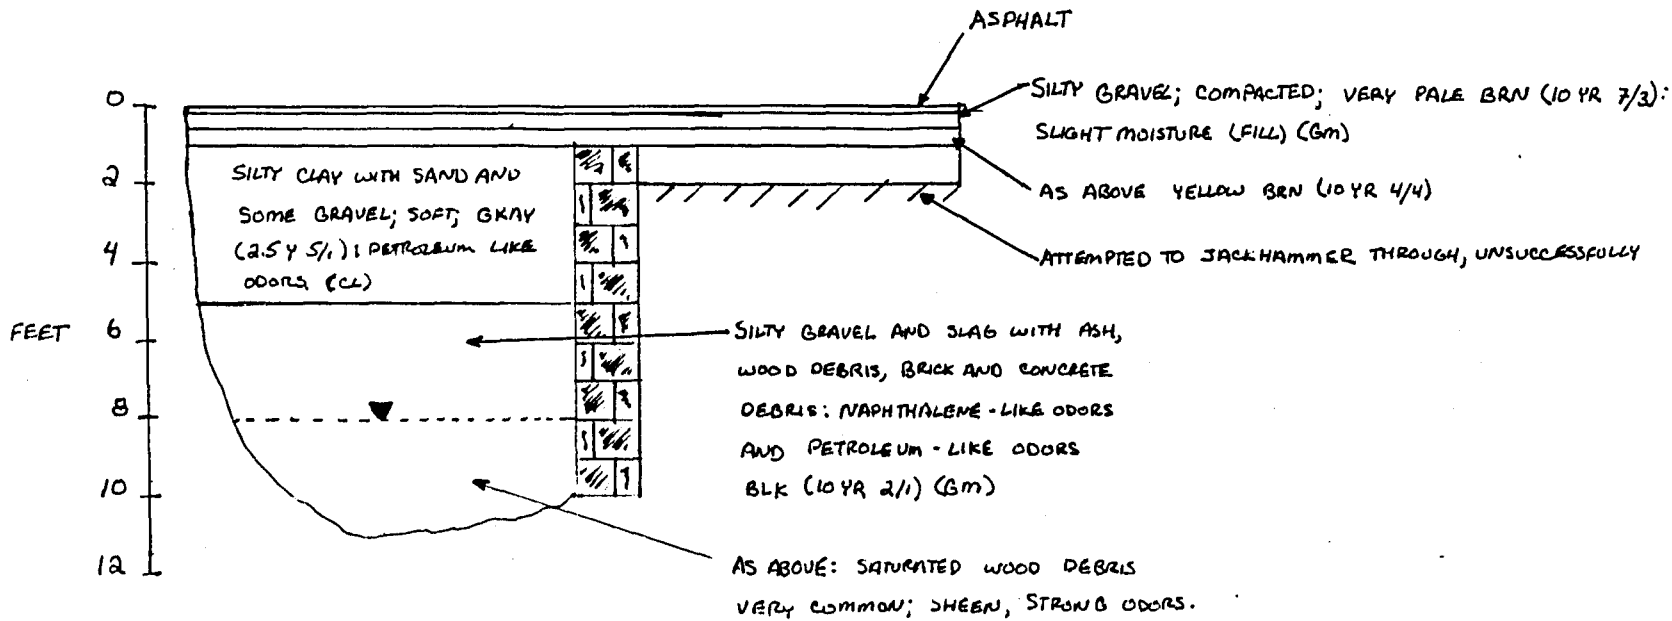 ASPHALT
SILTY GRAVEL; COMPACTED; VERY PALE BRN (10 YR 7/3):
SLIGHT MOISTURE (FILL) (GM)
AS ABOVE YELLOW BRN (10 YR 4/4)
ATTEMPTED TO JACKHAMMER THROUGH, UNSUCCESSFULLY
0
2
4
FEET 6
8
10
12
SILTY CLAY WITH SAND AND
SOME GRAVEL; SOFT; GRAY
(2.5 Y 5/1); PETROLEUM LIKE
ODORS (CL)
SILTY GRAVEL AND SLAG WITH ASH,
WOOD DEBRIS, BRICK AND CONCRETE
DEBRIS: NAPHTHALENE-LIKE ODORS
AND PETROLEUM-LIKE ODORS
BLK (10 YR 2/1) (GM)
AS ABOVE: SATURATED WOOD DEBRIS
VERY COMMON; SHEEN, STRONG ODORS.